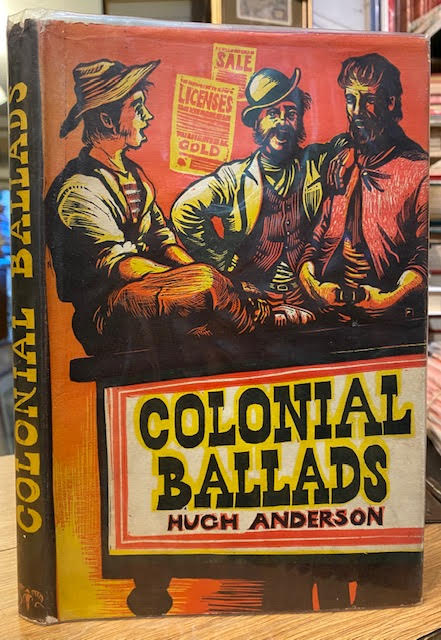 COLONIAL BALLADS
SALE
LICENSES
GOLD
COLONIAL
BALLADS
HUGH ANDERSON